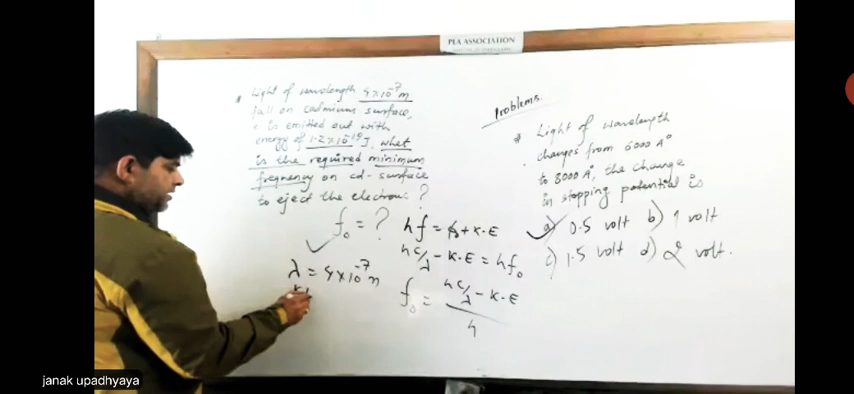 PEA ASSOCIATION
* Light of wavelength 4×10⁻⁷m
fall on cadmium surface,
e is emitted out with
energy of 1.2×10⁻¹⁹J, what
is the required minimum
frequency on cd-surface
to eject the electronic ?
f₀ = ?
λ = 4×10⁻⁷m
hf = ϕ+K.E
hc/λ - K.E = hf₀
f₀ = hc/λ - K.E
h
Problems.
* Light of wavelength
changes from 6000 A°
to 8000 A°, the change
in stopping potential is
a) 0.5 volt b) 1 volt
c) 1.5 volt d) 2 volt.
janak upadhyaya